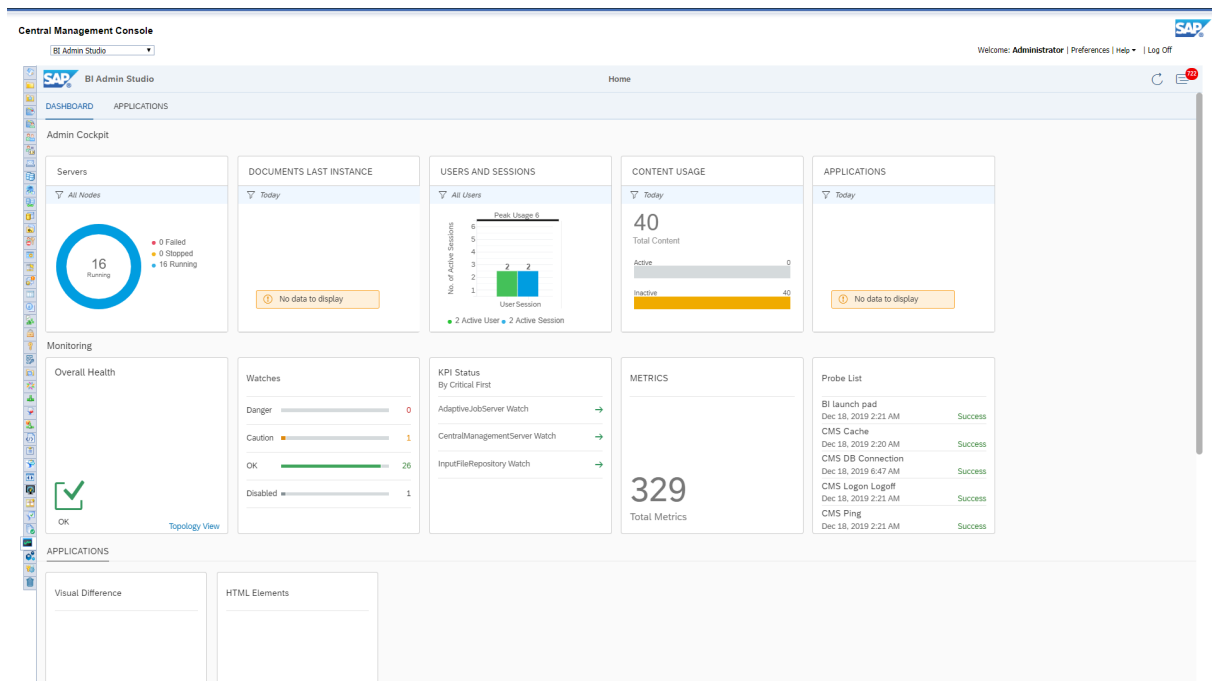 Central Management Console
SAP
BI Admin Studio
Welcome: Administrator | Preferences | Help | Log Off
SAP BI Admin Studio
Home
722
DASHBOARD APPLICATIONS
Admin Cockpit
Servers
All Nodes
16
Running
0 Failed
0 Stopped
16 Running
DOCUMENTS LAST INSTANCE
Today
No data to display
USERS AND SESSIONS
All Users
Peak Usage 6
No. of Active Sessions
6
5
4
3
2
1
2 2
User Session
2 Active User 2 Active Session
CONTENT USAGE
Today
40
Total Content
Active 0
Inactive 40
APPLICATIONS
Today
No data to display
Monitoring
Overall Health
OK
Topology View
Watches
Danger 0
Caution 1
OK 26
Disabled 1
KPI Status
By Critical First
AdaptiveJobServer Watch
CentralManagementServer Watch
InputFileRepository Watch
METRICS
329
Total Metrics
Probe List
BI launch pad
Dec 18, 2019 2:21 AM Success
CMS Cache
Dec 18, 2019 2:20 AM Success
CMS DB Connection
Dec 18, 2019 6:47 AM Success
CMS Logon Logoff
Dec 18, 2019 2:21 AM Success
CMS Ping
Dec 18, 2019 2:21 AM Success
APPLICATIONS
Visual Difference
HTML Elements